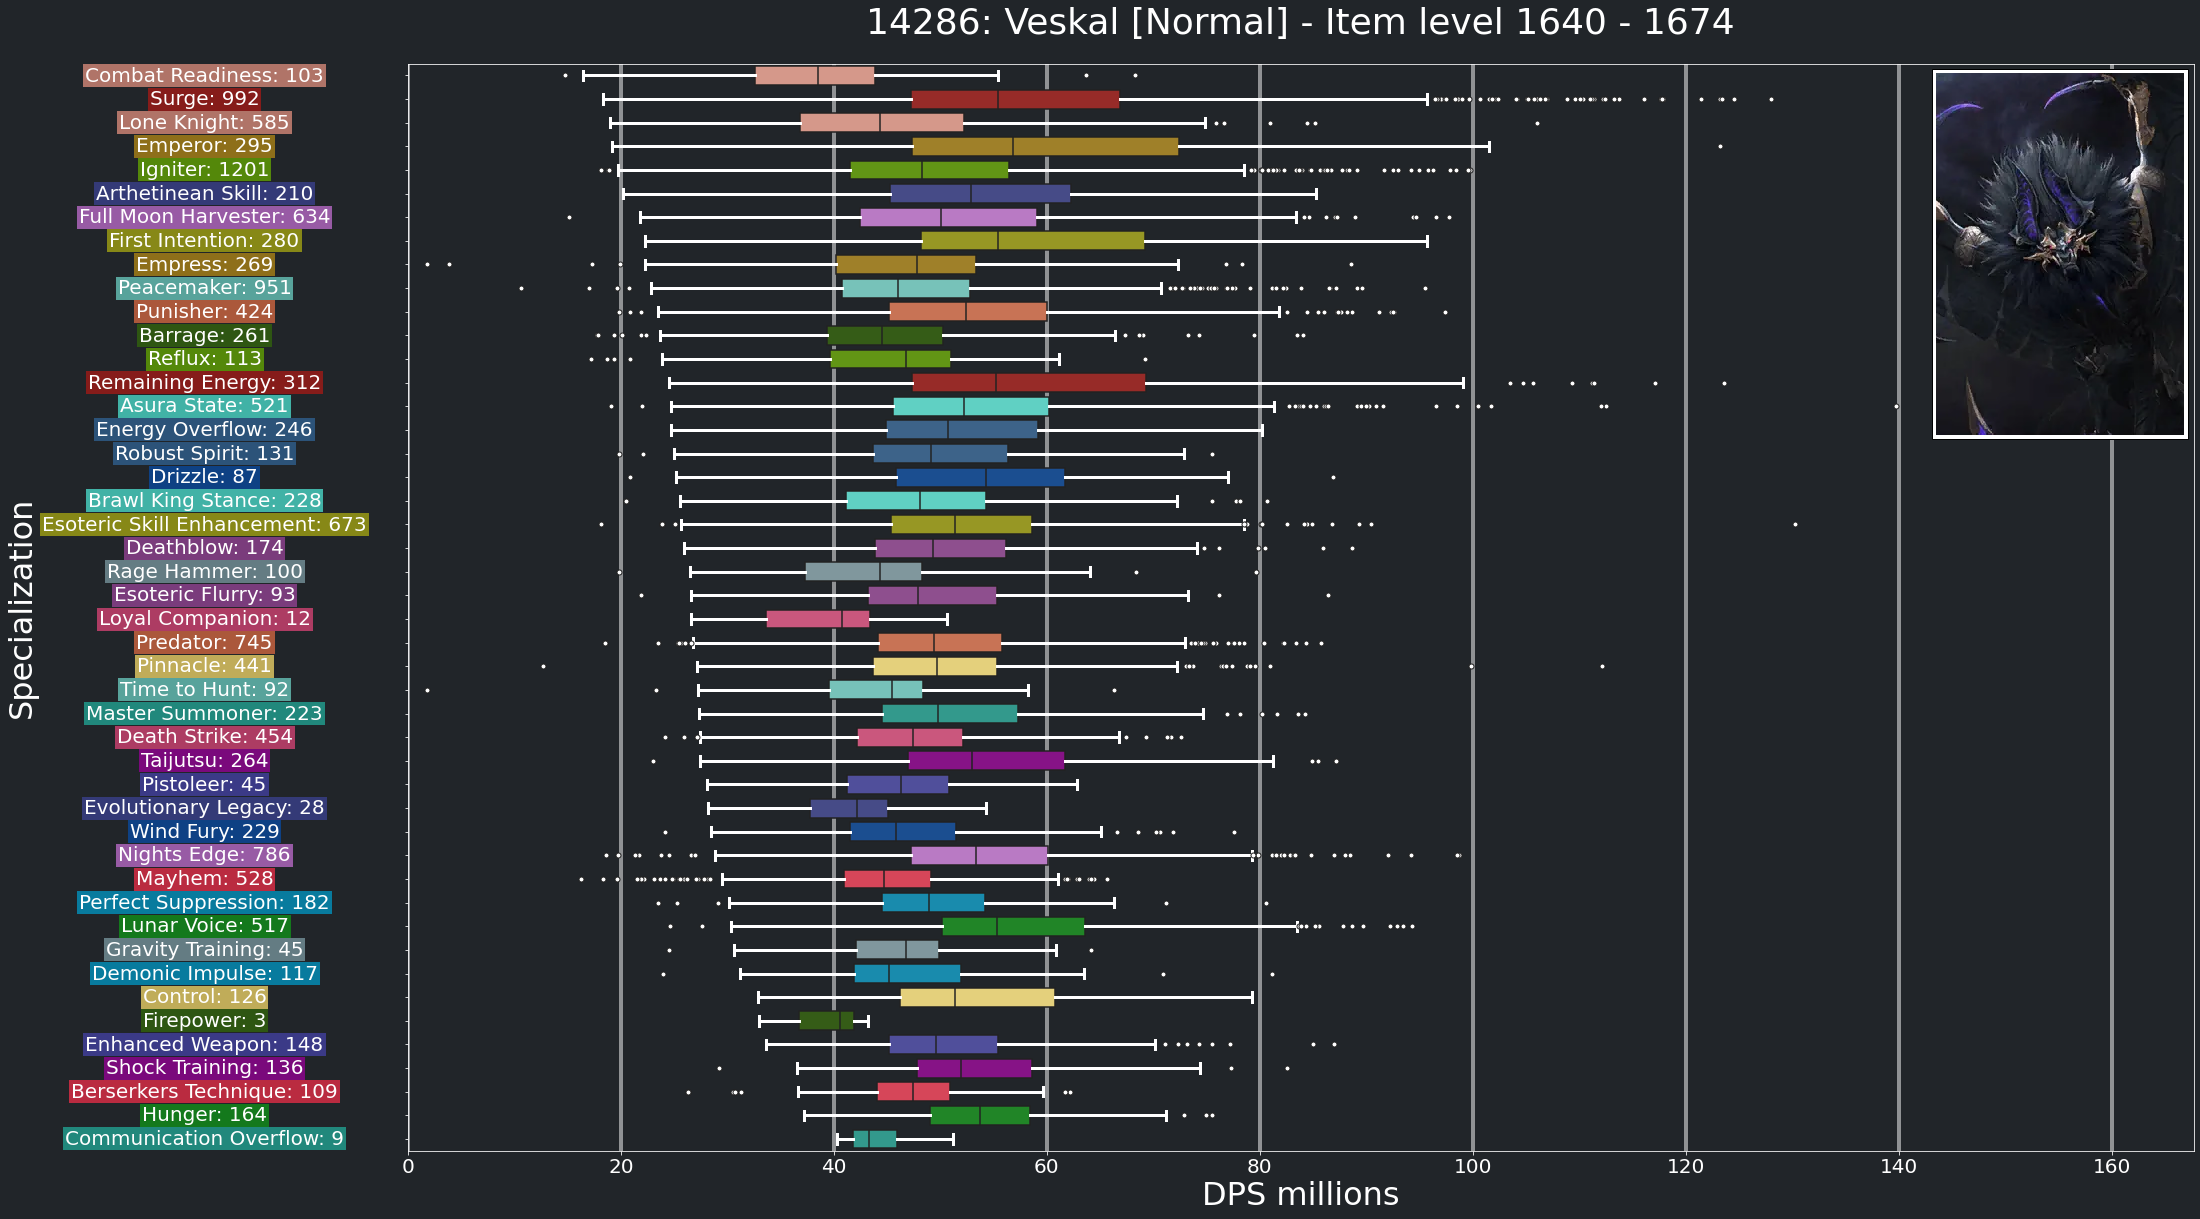 14286: Veskal [Normal] - Item level 1640 - 1674
Combat Readiness: 103
Surge: 992
Lone Knight: 585
Emperor: 295
Igniter: 1201
Arthetinean Skill: 210
Full Moon Harvester: 634
First Intention: 280
Empress: 269
Peacemaker: 951
Punisher: 424
Barrage: 261
Reflux: 113
Remaining Energy: 312
Asura State: 521
Energy Overflow: 246
Robust Spirit: 131
Drizzle: 87
Brawl King Stance: 228
Esoteric Skill Enhancement: 673
Deathblow: 174
Rage Hammer: 100
Esoteric Flurry: 93
Loyal Companion: 12
Predator: 745
Pinnacle: 441
Time to Hunt: 92
Master Summoner: 223
Death Strike: 454
Taijutsu: 264
Pistoleer: 45
Evolutionary Legacy: 28
Wind Fury: 229
Nights Edge: 786
Mayhem: 528
Perfect Suppression: 182
Lunar Voice: 517
Gravity Training: 45
Demonic Impulse: 117
Control: 126
Firepower: 3
Enhanced Weapon: 148
Shock Training: 136
Berserkers Technique: 109
Hunger: 164
Communication Overflow: 9
Specialization
0 20 40 60 80 100 120 140 160
DPS millions